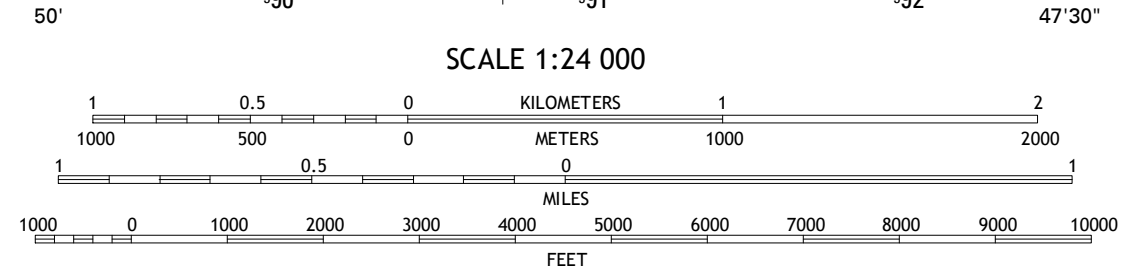 50' 47'30"
SCALE 1:24 000
1 0.5 0 KILOMETERS 1 2
1000 500 0 METERS 1000 2000
1 0.5 0 1
MILES
1000 0 1000 2000 3000 4000 5000 6000 7000 8000 9000 10000
FEET